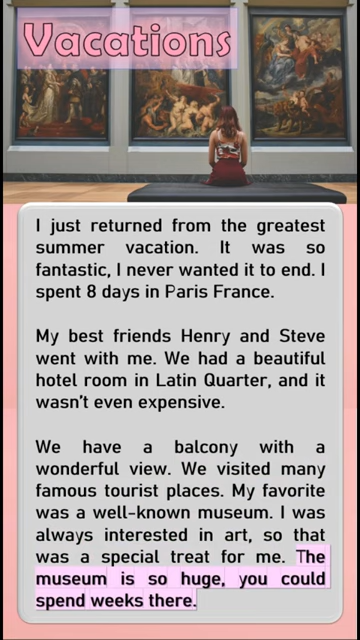 Vacations
I just returned from the greatest
summer vacation. It was so
fantastic, I never wanted it to end. I
spent 8 days in Paris France.
My best friends Henry and Steve
went with me. We had a beautiful
hotel room in Latin Quarter, and it
wasn't even expensive.
We have a balcony with a
wonderful view. We visited many
famous tourist places. My favorite
was a well-known museum. I was
always interested in art, so that
was a special treat for me. The
museum is so huge, you could
spend weeks there.